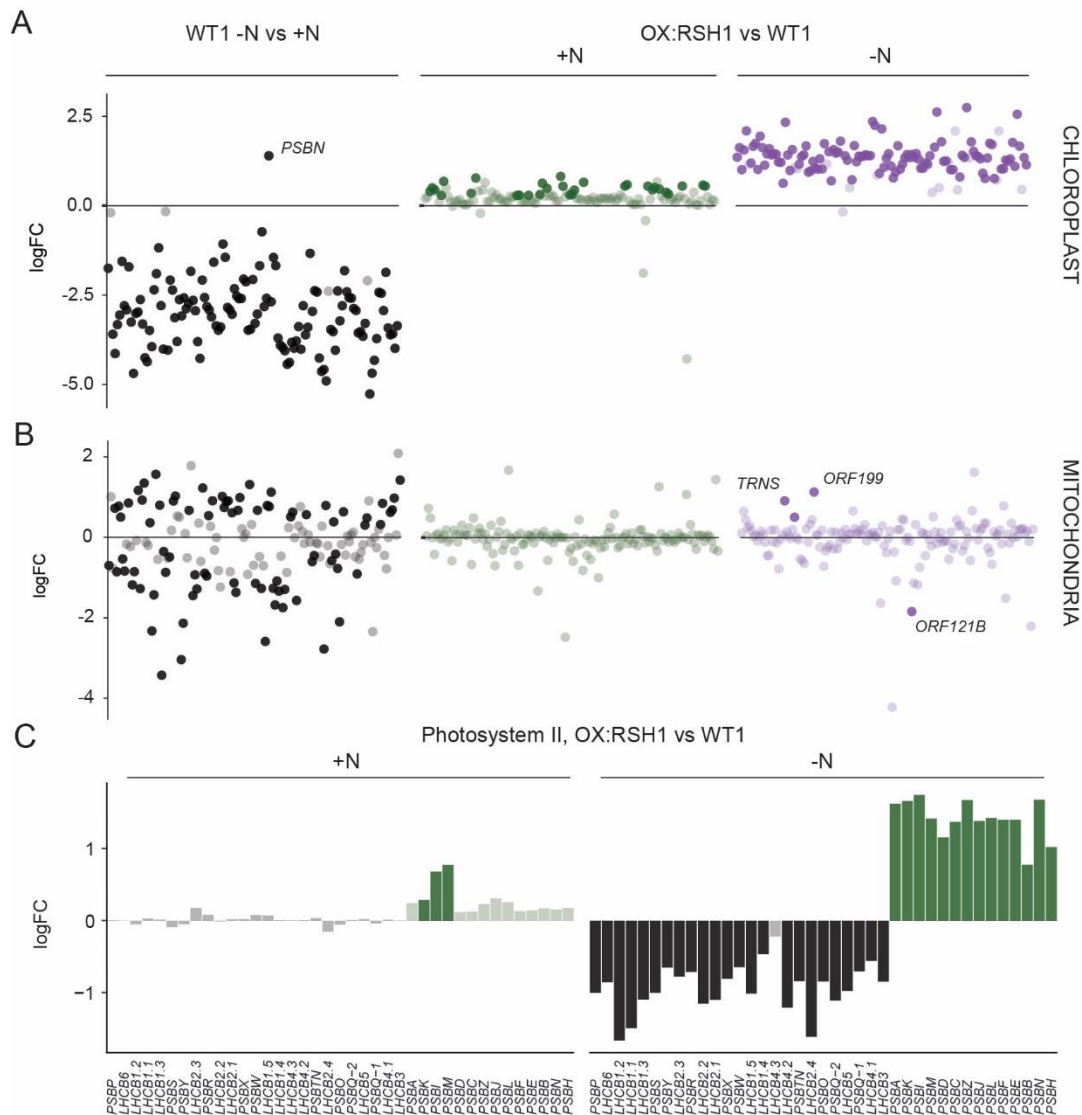 A
WT1 -N vs +N
OX:RSH1 vs WT1
+N
-N
CHLOROPLAST
logFC
2.5
0.0
-2.5
-5.0
PSBN
B
MITOCHONDRIA
logFC
2
0
-2
-4
TRNS
ORF199
ORF121B
C
Photosystem II, OX:RSH1 vs WT1
+N
-N
logFC
1
0
−1
PSBP
LHCB6
LHCB1.2
LHCB1.1
LHCB1.3
PSBS
PSBY
LHCB2.3
PSBR
LHCB2.2
LHCB2.1
PSBX
PSBW
LHCB1.5
LHCB1.4
LHCB4.3
LHCB4.2
PSBTN
LHCB2.4
PSBO
PSBQ-2
LHCB5
PSBQ-1
LHCB4.1
LHCB3
PSBA
PSBK
PSBI
PSBM
PSBD
PSBC
PSBZ
PSBJ
PSBL
PSBF
PSBE
PSBB
PSBN
PSBH
PSBP
LHCB6
LHCB1.2
LHCB1.1
LHCB1.3
PSBS
PSBY
LHCB2.3
PSBR
LHCB2.2
LHCB2.1
PSBX
PSBW
LHCB1.5
LHCB1.4
LHCB4.3
LHCB4.2
PSBTN
LHCB2.4
PSBO
PSBQ-2
LHCB5
PSBQ-1
LHCB4.1
LHCB3
PSBA
PSBK
PSBI
PSBM
PSBD
PSBC
PSBZ
PSBJ
PSBL
PSBF
PSBE
PSBB
PSBN
PSBH